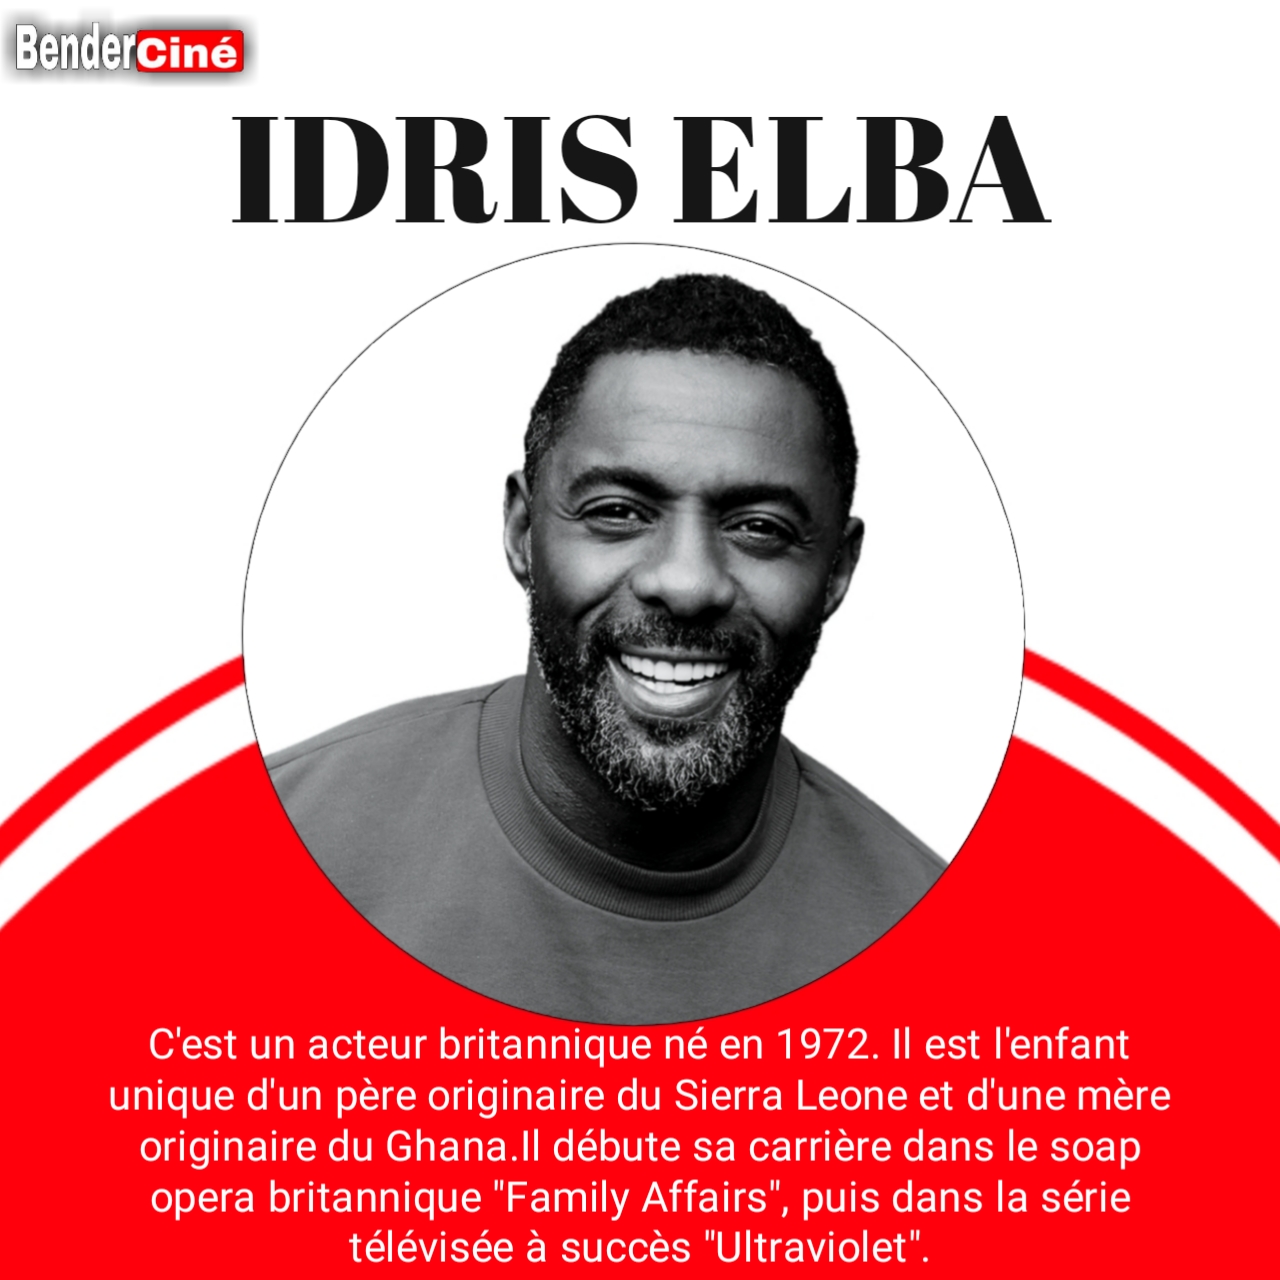 BenderCiné
IDRIS ELBA
C'est un acteur britannique né en 1972. Il est l'enfant
unique d'un père originaire du Sierra Leone et d'une mère
originaire du Ghana.Il débute sa carrière dans le soap
opera britannique "Family Affairs", puis dans la série
télévisée à succès "Ultraviolet".